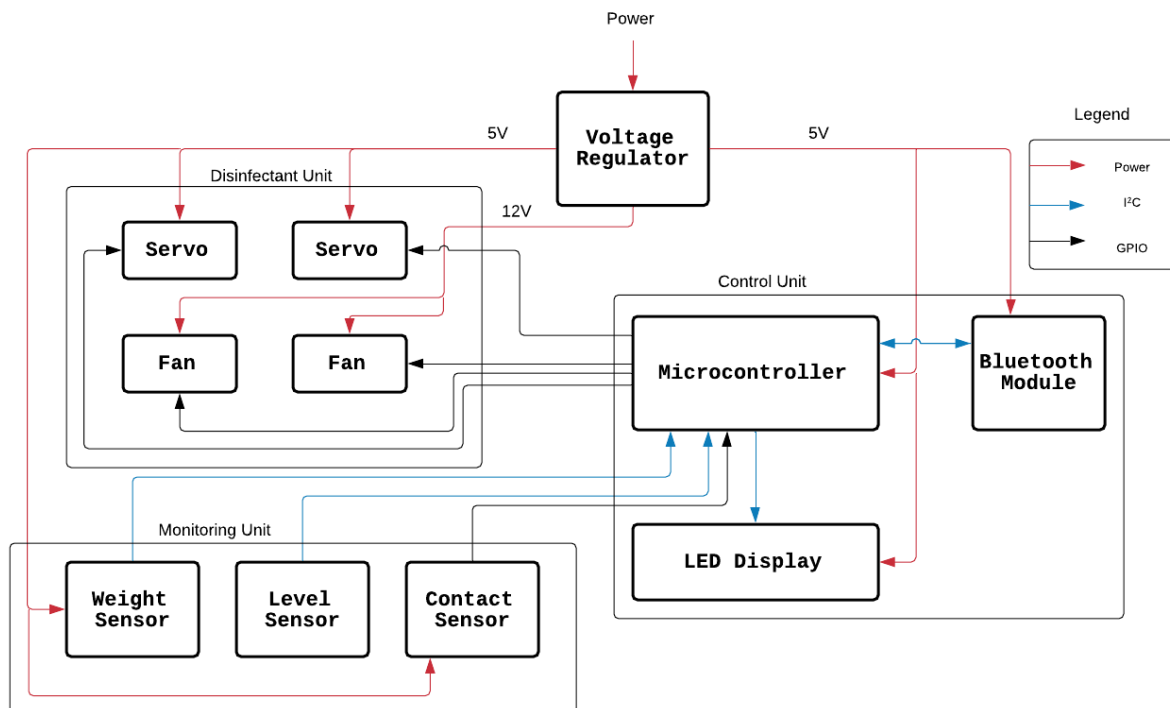 Power
Voltage
Regulator
5V
5V
12V
Legend
Power
I²C
GPIO
Disinfectant Unit
Servo
Servo
Fan
Fan
Control Unit
Microcontroller
Bluetooth
Module
LED Display
Monitoring Unit
Weight
Sensor
Level
Sensor
Contact
Sensor